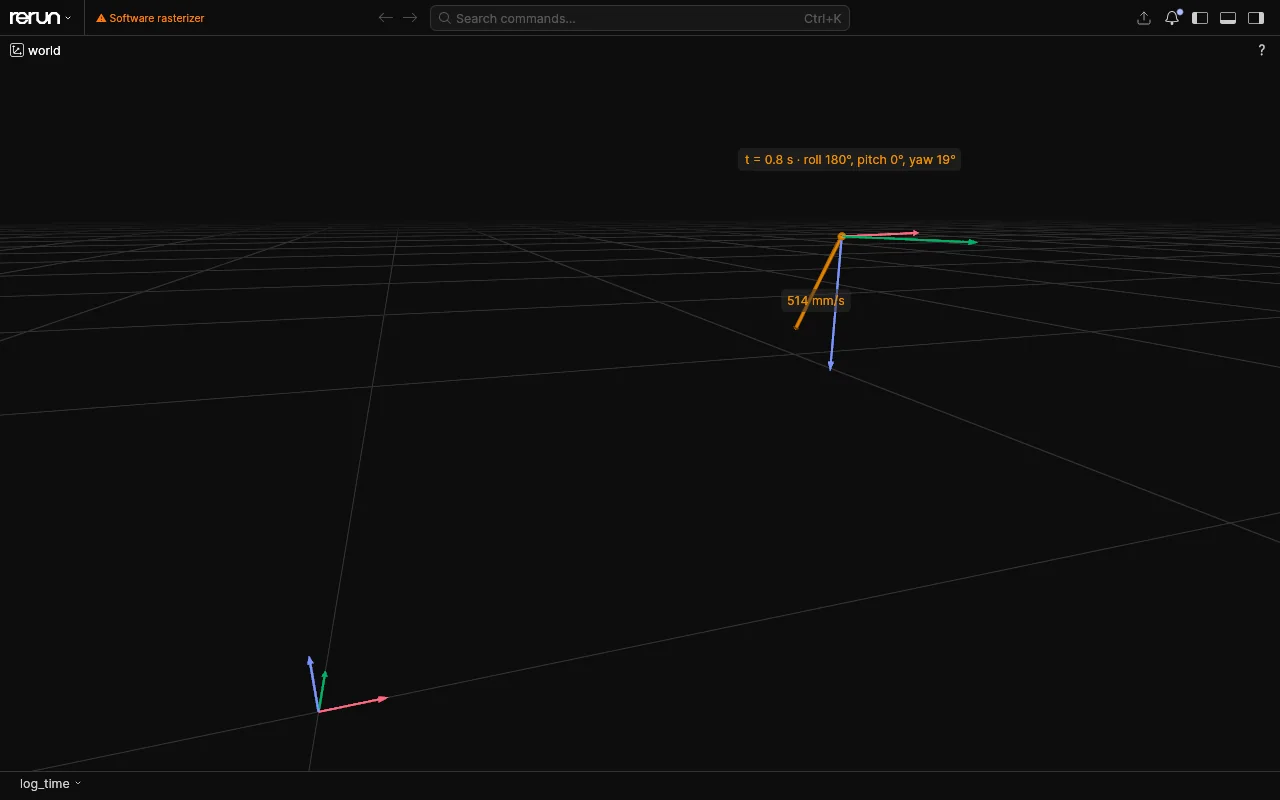 rerun
Software rasterizer
Search commands...
Ctrl+K
world
?
t = 0.8 s · roll 180°, pitch 0°, yaw 19°
514 mm/s
log_time